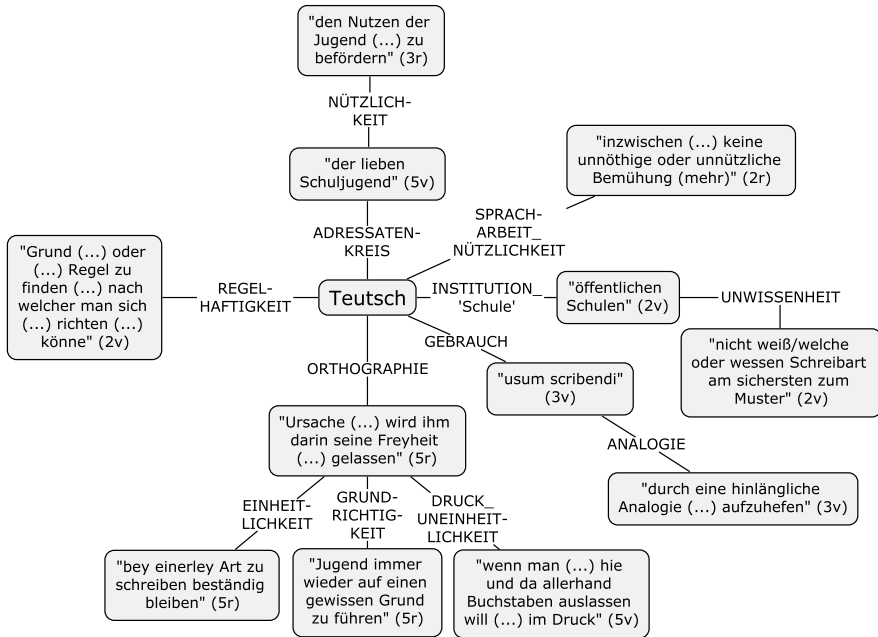 "den Nutzen der
Jugend (...) zu
befördern" (3r)
NÜTZLICH-
KEIT
"der lieben
Schuljugend" (5v)
ADRESSATEN-
KREIS
"inzwischen (...) keine
unnöthige oder unnützliche
Bemühung (mehr)" (2r)
SPRACH-
ARBEIT_
NÜTZLICHKEIT
"Grund (...) oder
(...) Regel zu
finden (...) nach
welcher man sich
(...) richten (...)
könne" (2v)
REGEL-
HAFTIGKEIT
Teutsch
INSTITUTION_
'Schule'
"öffentlichen
Schulen" (2v)
UNWISSENHEIT
"nicht weiß/welche
oder wessen Schreibart
am sichersten zum
Muster" (2v)
GEBRAUCH
"usum scribendi"
(3v)
ANALOGIE
"durch eine hinlängliche
Analogie (...) aufzuhefen" (3v)
ORTHOGRAPHIE
"Ursache (...) wird ihm
darin seine Freyheit
(...) gelassen" (5r)
EINHEIT-
LICHKEIT
"bey einerley Art zu
schreiben beständig
bleiben" (5r)
GRUND-
RICHTIG-
KEIT
"Jugend immer
wieder auf einen
gewissen Grund
zu führen" (5r)
DRUCK_
UNEINHEIT-
LICHKEIT
"wenn man (...) hie
und da allerhand
Buchstaben auslassen
will (...) im Druck" (5v)